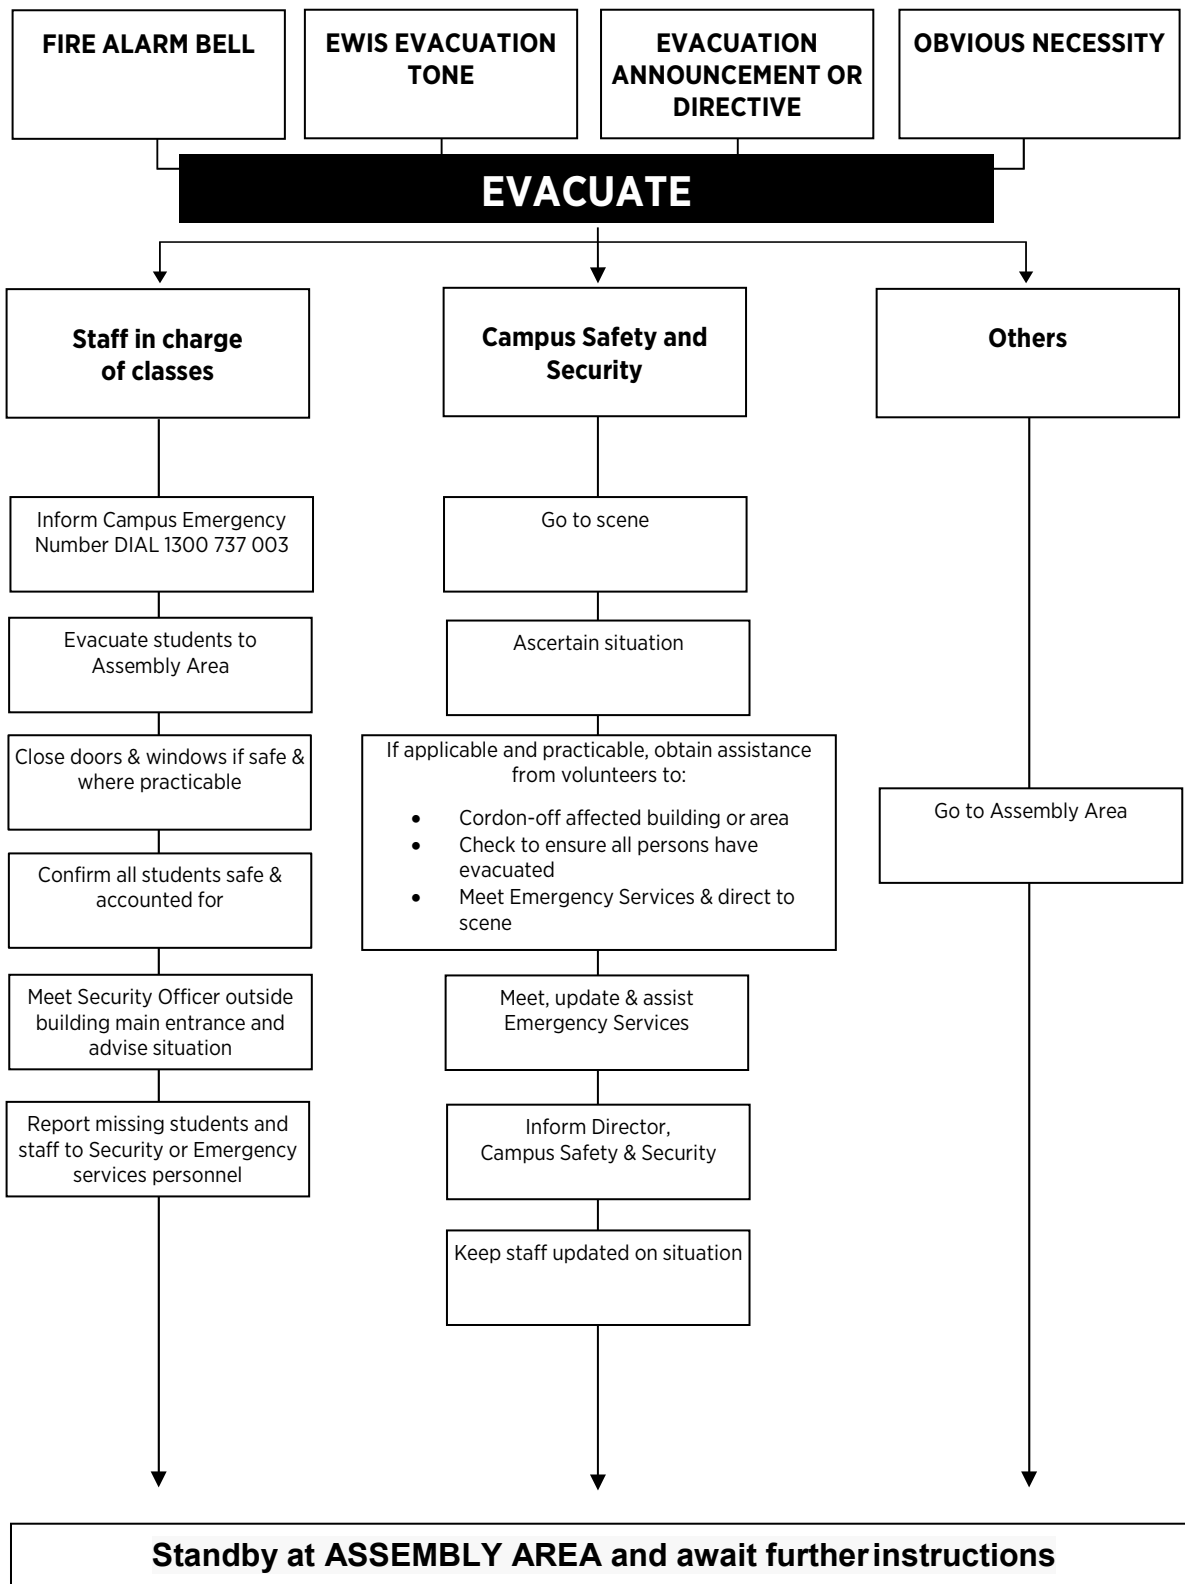 FIRE ALARM BELL
EWIS EVACUATION
TONE
EVACUATION
ANNOUNCEMENT OR
DIRECTIVE
OBVIOUS NECESSITY
EVACUATE
Staff in charge
of classes
Inform Campus Emergency
Number DIAL 1300 737 003
Evacuate students to
Assembly Area
Close doors & windows if safe &
where practicable
Confirm all students safe &
accounted for
Meet Security Officer outside
building main entrance and
advise situation
Report missing students and
staff to Security or Emergency
services personnel
Campus Safety and
Security
Go to scene
Ascertain situation
If applicable and practicable, obtain assistance
from volunteers to:
• Cordon-off affected building or area
• Check to ensure all persons have
evacuated
• Meet Emergency Services & direct to
scene
Meet, update & assist
Emergency Services
Inform Director,
Campus Safety & Security
Keep staff updated on situation
Others
Go to Assembly Area
Standby at ASSEMBLY AREA and await further instructions